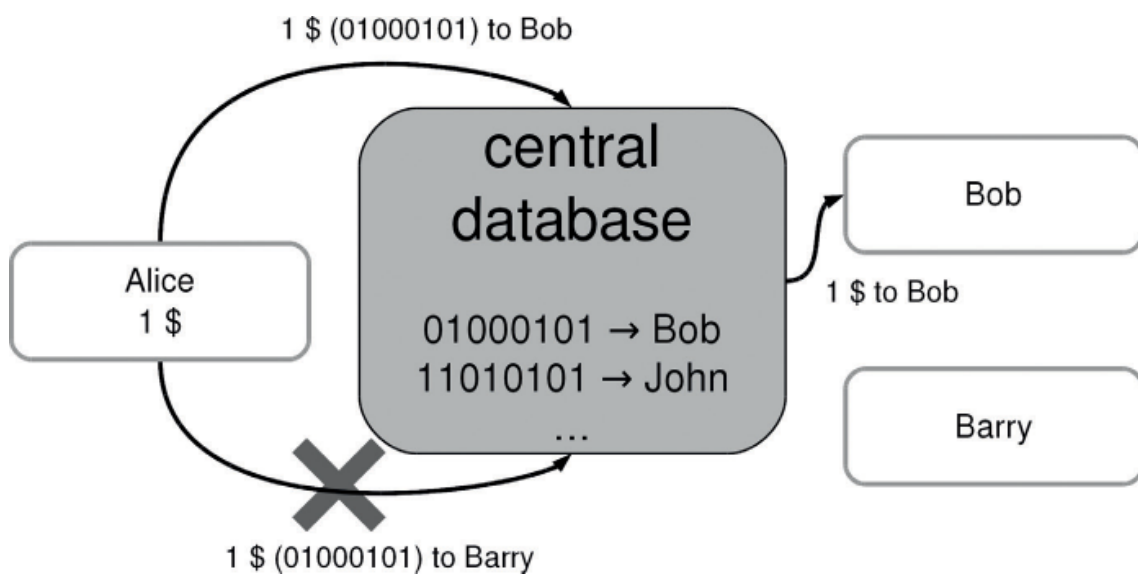 1 $ (01000101) to Bob
central
database
Alice
1 $
01000101 → Bob
11010101 → John
...
Bob
1 $ to Bob
Barry
1 $ (01000101) to Barry